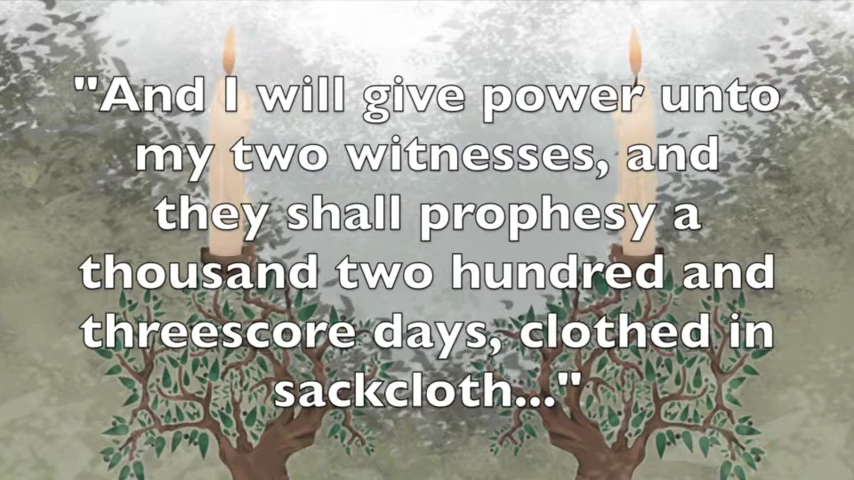 "And I will give power unto
my two witnesses, and
they shall prophesy a
thousand two hundred and
threescore days, clothed in
sackcloth..."